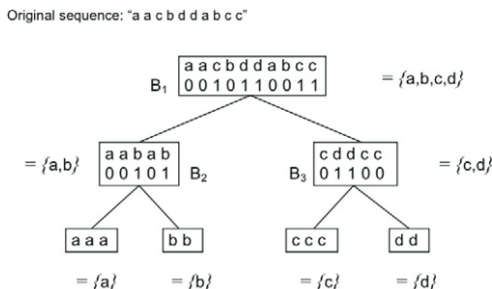 Original sequence: “a a c b d d a b c c”
a a c b d d a b c c
B1 0 0 1 0 1 1 0 0 1 1 = {a,b,c,d}
= {a,b} a a b a b c d d c c = {c,d}
0 0 1 0 1 B2 B3 0 1 1 0 0
a a a b b c c c d d
= {a} = {b} = {c} = {d}